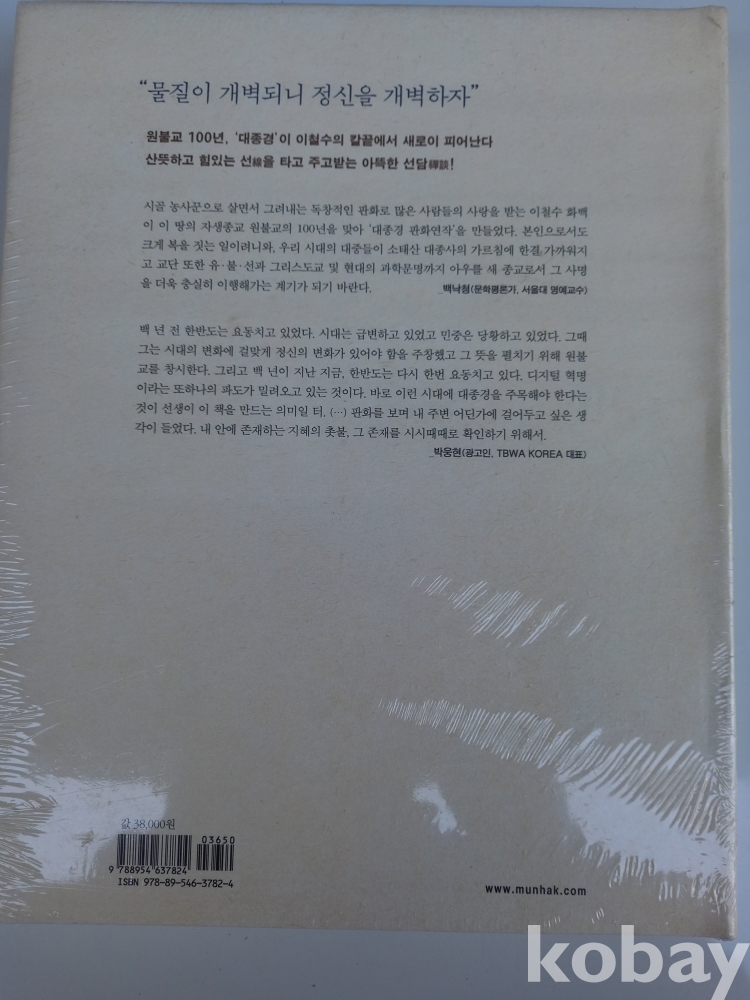 “물질이 개벽되니 정신을 개벽하자”
원불교 100년, ‘대종경’이 이철수의 칼끝에서 새로이 피어난다
산뜻하고 힘있는 선線을 타고 주고받는 아뜩한 선담禪談!
시골 농사꾼으로 살면서 그려내는 독창적인 판화로 많은 사람들의 사랑을 받는 이철수 화백
이 이 땅의 자생종교 원불교의 100년을 맞아 ‘대종경 판화연작’을 만들었다. 본인으로서도
크게 복을 짓는 일이려니와, 우리 시대의 대중들이 소태산 대종사의 가르침에 한결 가까워지
고 교단 또한 유·불·선과 그리스도교 및 현대의 과학문명까지 아우를 새 종교로서 그 사명
을 더욱 충실히 이행해가는 계기가 되기 바란다.
_백낙청(문학평론가, 서울대 명예교수)
백 년 전 한반도는 요동치고 있었다. 시대는 급변하고 있었고 민중은 당황하고 있었다. 그때
그는 시대의 변화에 걸맞게 정신의 변화가 있어야 함을 주창했고 그 뜻을 펼치기 위해 원불
교를 창시한다. 그리고 백 년이 지난 지금, 한반도는 다시 한번 요동치고 있다. 디지털 혁명
이라는 또하나의 파도가 밀려오고 있는 것이다. 바로 이런 시대에 대종경을 주목해야 한다는
것이 선생이 이 책을 만드는 의미일 터, (…) 판화를 보며 내 주변 어딘가에 걸어두고 싶은 생
각이 들었다. 내 안에 존재하는 지혜의 촛불, 그 존재를 시시때때로 확인하기 위해서.
_박웅현(광고인, TBWA KOREA 대표)
값 38,000원
03650
9 788954 637824
ISBN 978-89-546-3782-4
www.munhak.com
kobay